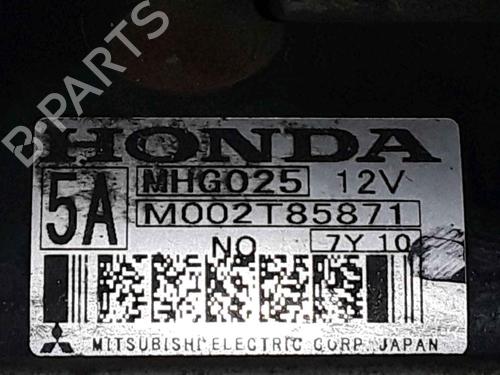 B-PARTS
HONDA
5A MHG025 12V
M002T85871
NO 7Y 10
MITSUBISHI ELECTRIC CORP. JAPAN